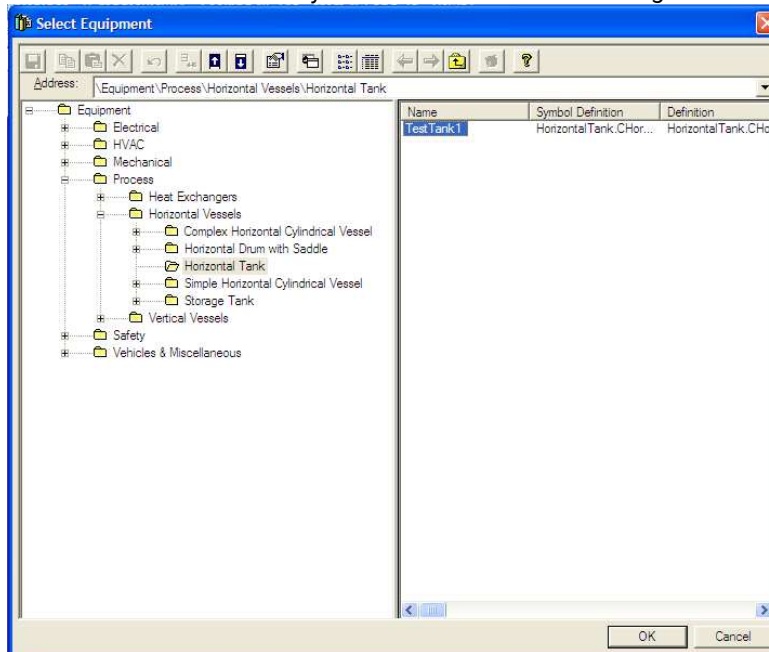 Select Equipment
Address: \Equipment\Process\Horizontal Vessels\Horizontal Tank
Equipment
Electrical
HVAC
Mechanical
Process
Heat Exchangers
Horizontal Vessels
Complex Horizontal Cylindrical Vessel
Horizontal Drum with Saddle
Horizontal Tank
Simple Horizontal Cylindrical Vessel
Storage Tank
Vertical Vessels
Safety
Vehicles & Miscellaneous
Name Symbol Definition Definition
TestTank1 HorizontalTank.CHor... HorizontalTank.CHo
OK Cancel